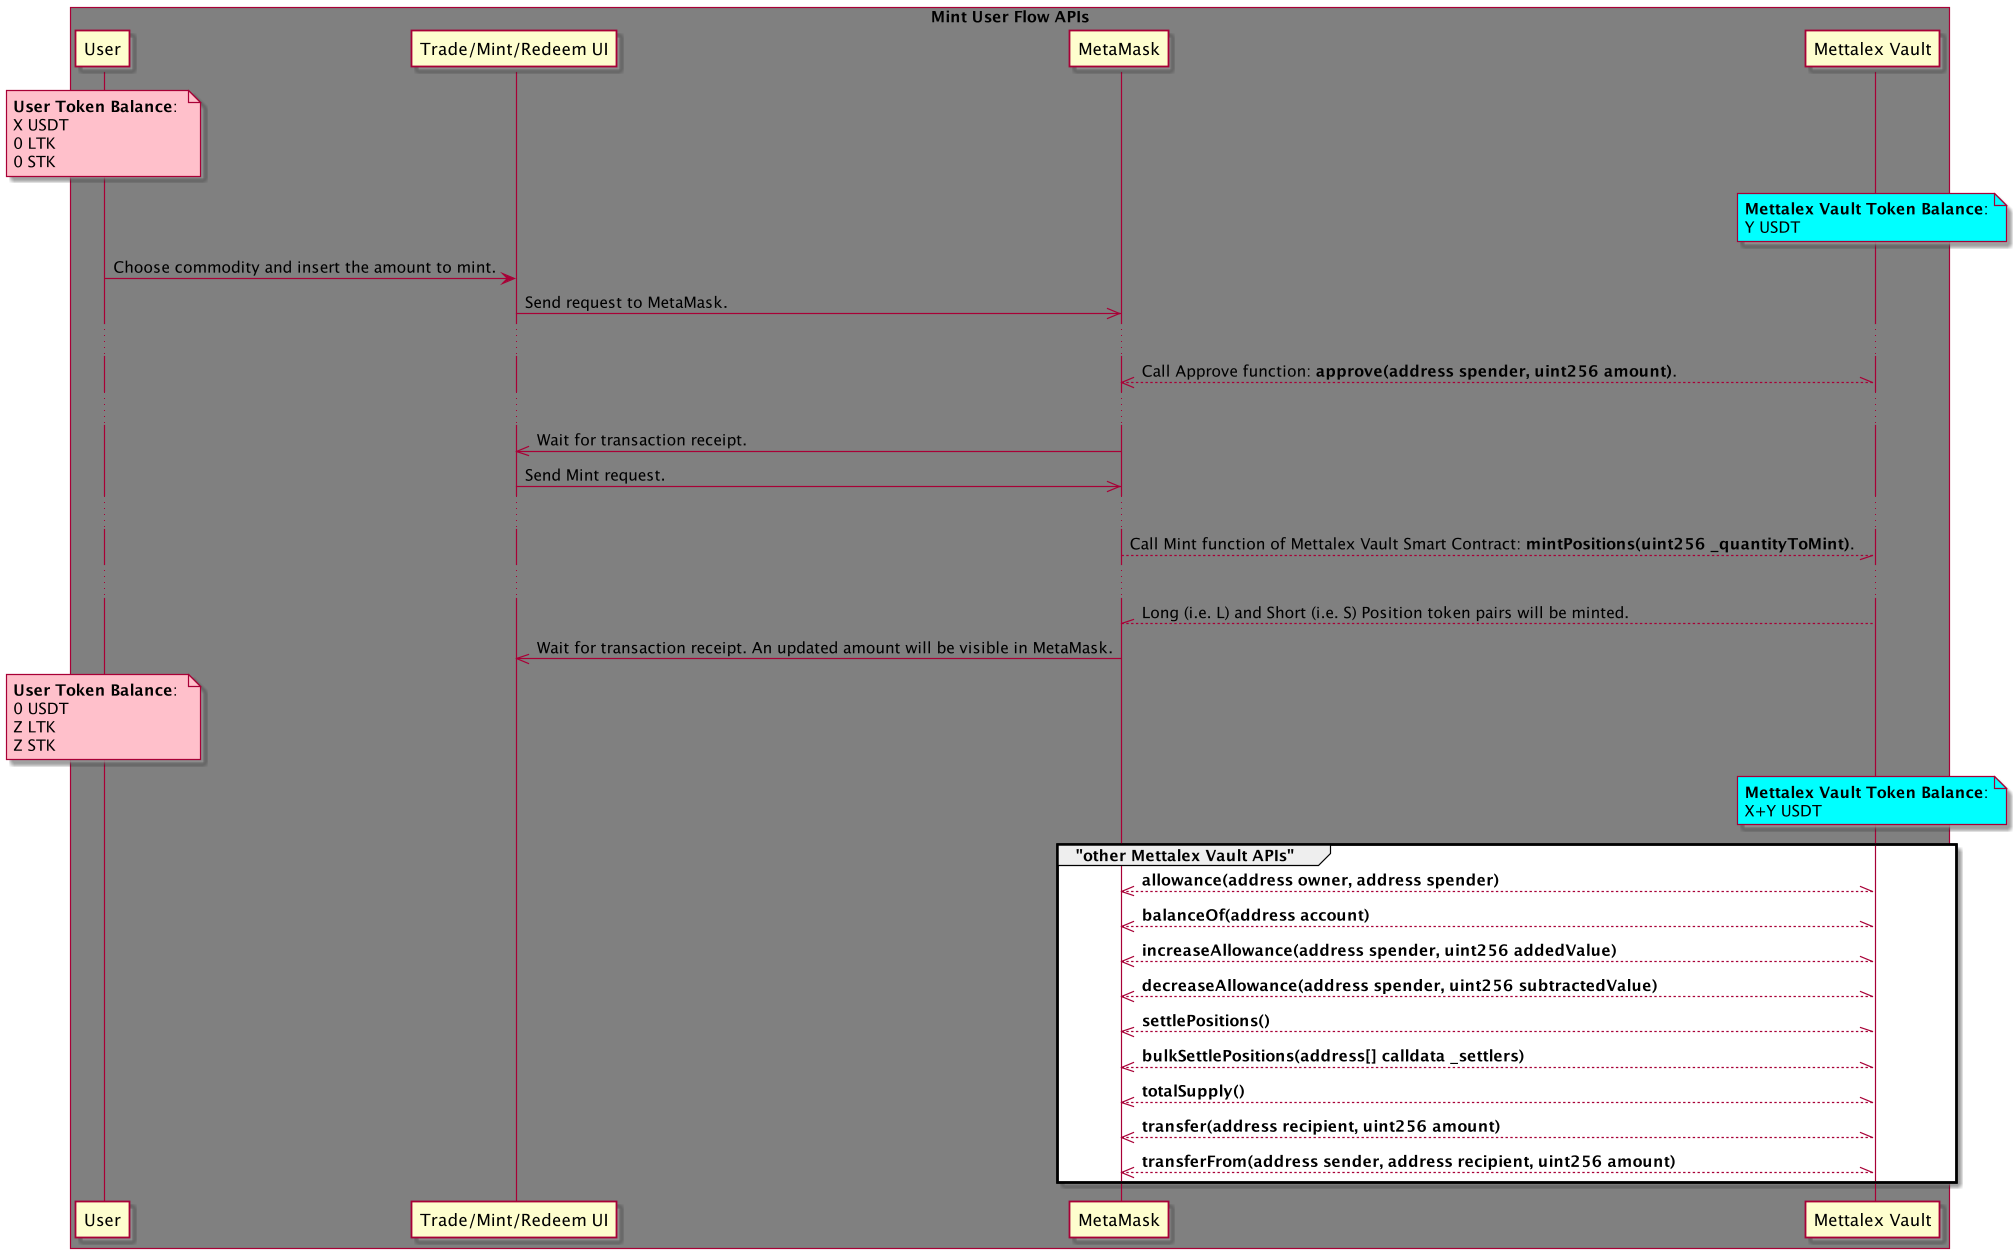 Mint User Flow APIs
User
Trade/Mint/Redeem UI
MetaMask
Mettalex Vault
User Token Balance:
X USDT
0 LTK
0 STK
Mettalex Vault Token Balance:
Y USDT
Choose commodity and insert the amount to mint.
Send request to MetaMask.
Call Approve function: approve(address spender, uint256 amount).
Wait for transaction receipt.
Send Mint request.
Call Mint function of Mettalex Vault Smart Contract: mintPositions(uint256 _quantityToMint).
Long (i.e. L) and Short (i.e. S) Position token pairs will be minted.
Wait for transaction receipt. An updated amount will be visible in MetaMask.
User Token Balance:
0 USDT
Z LTK
Z STK
Mettalex Vault Token Balance:
X+Y USDT
"other Mettalex Vault APIs"
allowance(address owner, address spender)
balanceOf(address account)
increaseAllowance(address spender, uint256 addedValue)
decreaseAllowance(address spender, uint256 subtractedValue)
settlePositions()
bulkSettlePositions(address[] calldata _settlers)
totalSupply()
transfer(address recipient, uint256 amount)
transferFrom(address sender, address recipient, uint256 amount)
User
Trade/Mint/Redeem UI
MetaMask
Mettalex Vault